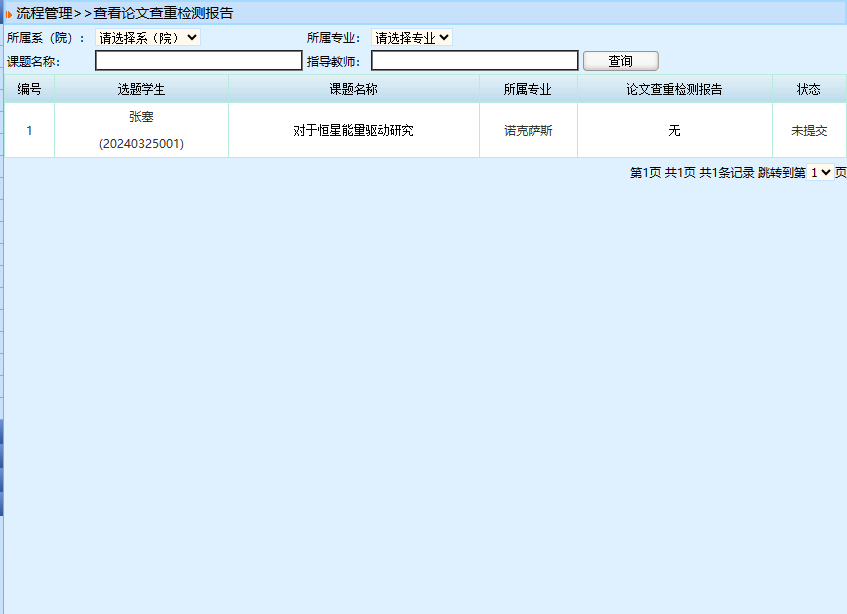 流程管理>>查看论文查重检测报告
所属系（院）： 请选择系（院） 所属专业： 请选择专业
课题名称： 指导教师： 查询
编号 选题学生 课题名称 所属专业 论文查重检测报告 状态
张塞
1 对于恒星能量驱动研究 诺克萨斯 无 未提交
(20240325001)
第1页 共1页 共1条记录 跳转到第 1 页